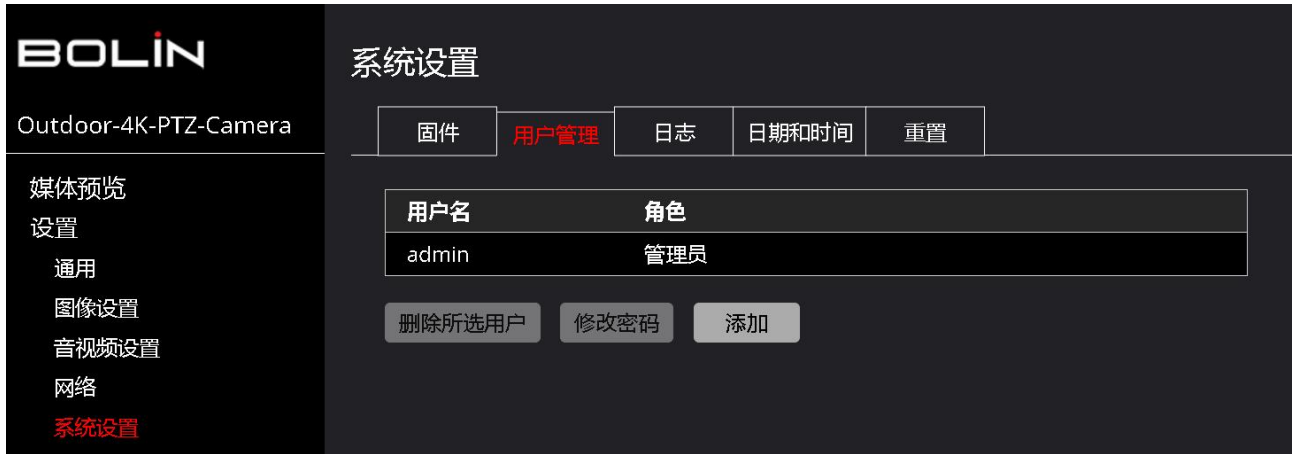 BOLIN
Outdoor-4K-PTZ-Camera
媒体预览
设置
通用
图像设置
音视频设置
网络
系统设置
系统设置
固件 用户管理 日志 日期和时间 重置
用户名 角色
admin 管理员
删除所选用户 修改密码 添加